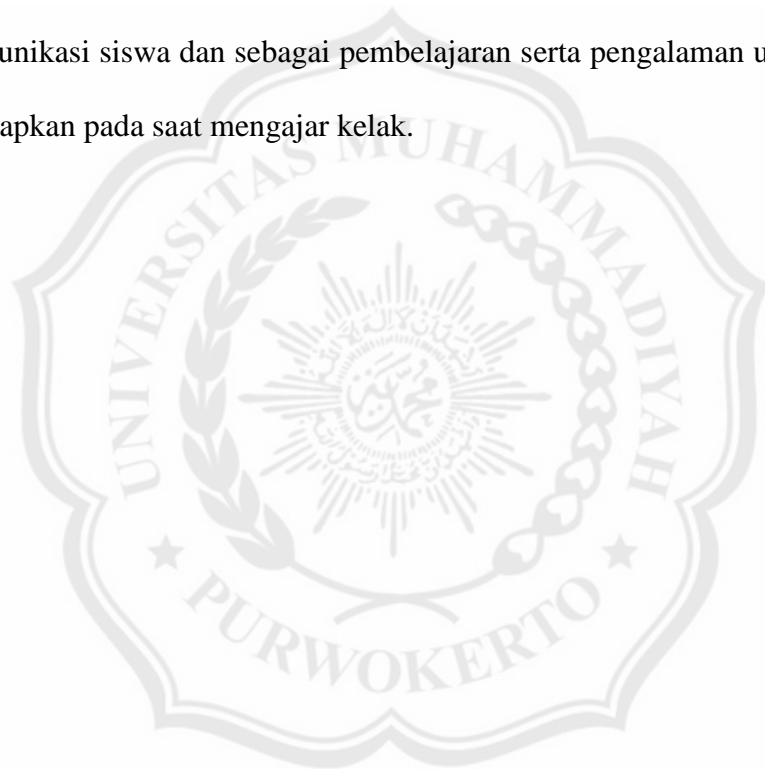 unikasi siswa dan sebagai pembelajaran serta pengalaman u
apkan pada saat mengajar kelak.
UNIVERSITAS MUHAMMADIYAH
PURWOKERTO